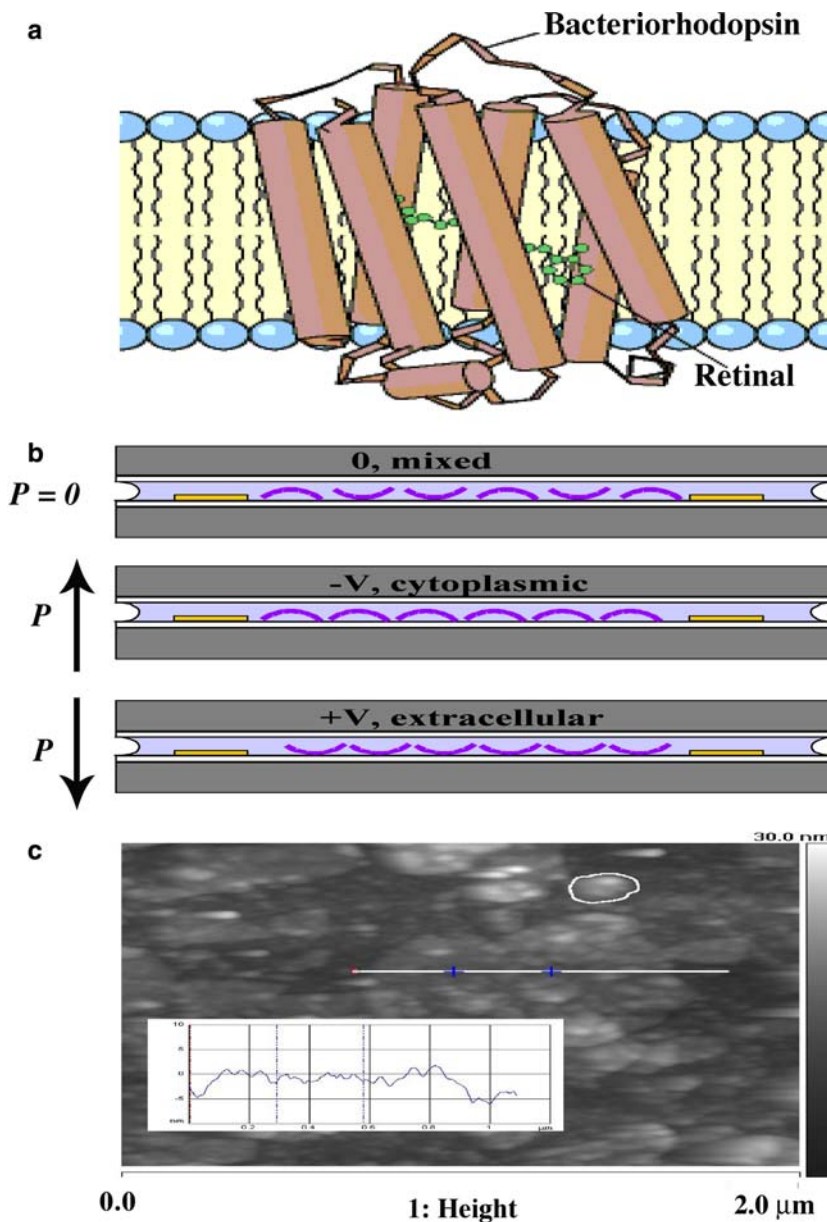 a
Bacteriorhodopsin
Retinal
b
0, mixed
P = 0
-V, cytoplasmic
P
+V, extracellular
P
c
30.0 nm
10
5
0
-5
nm
0.2
0.4
0.6
0.8
1
µm
0.0
1: Height
2.0 µm